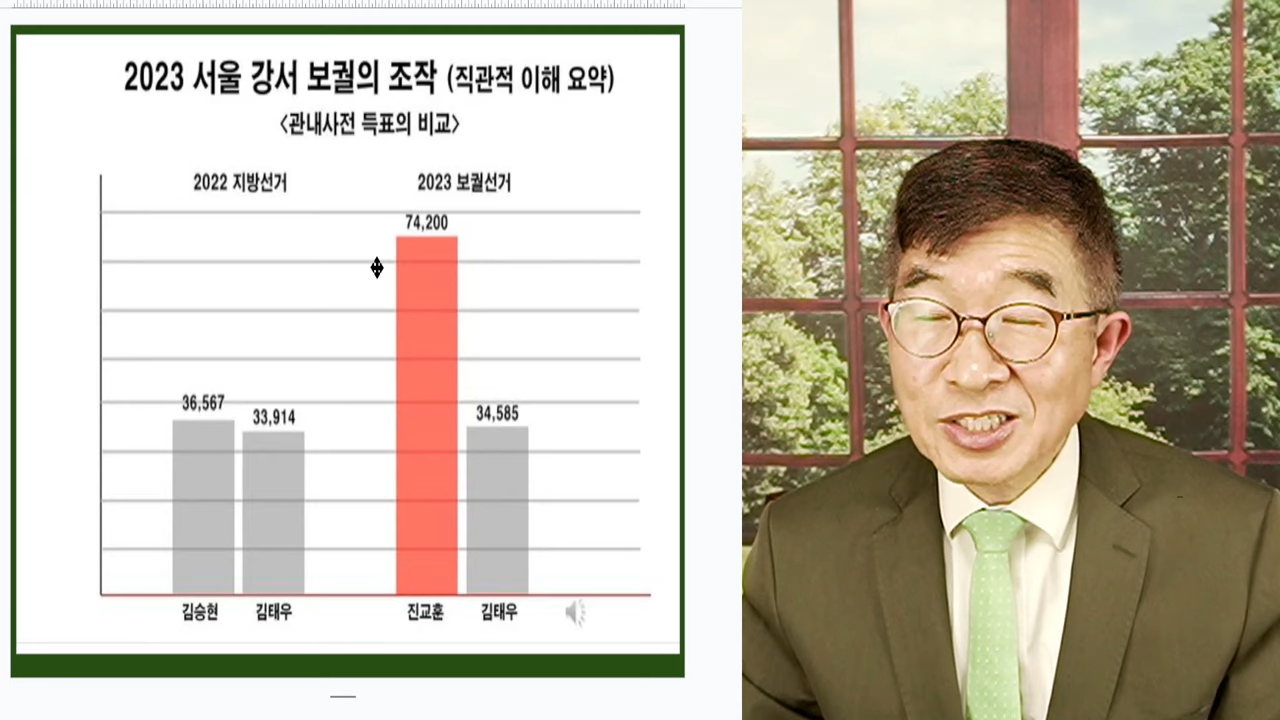 2023 서울 강서 보궐의 조작 (직관적 이해 요약)
<관내사전 득표의 비교>
2022 지방선거
2023 보궐선거
74,200
36,567
33,914
34,585
김승현
김태우
진교훈
김태우